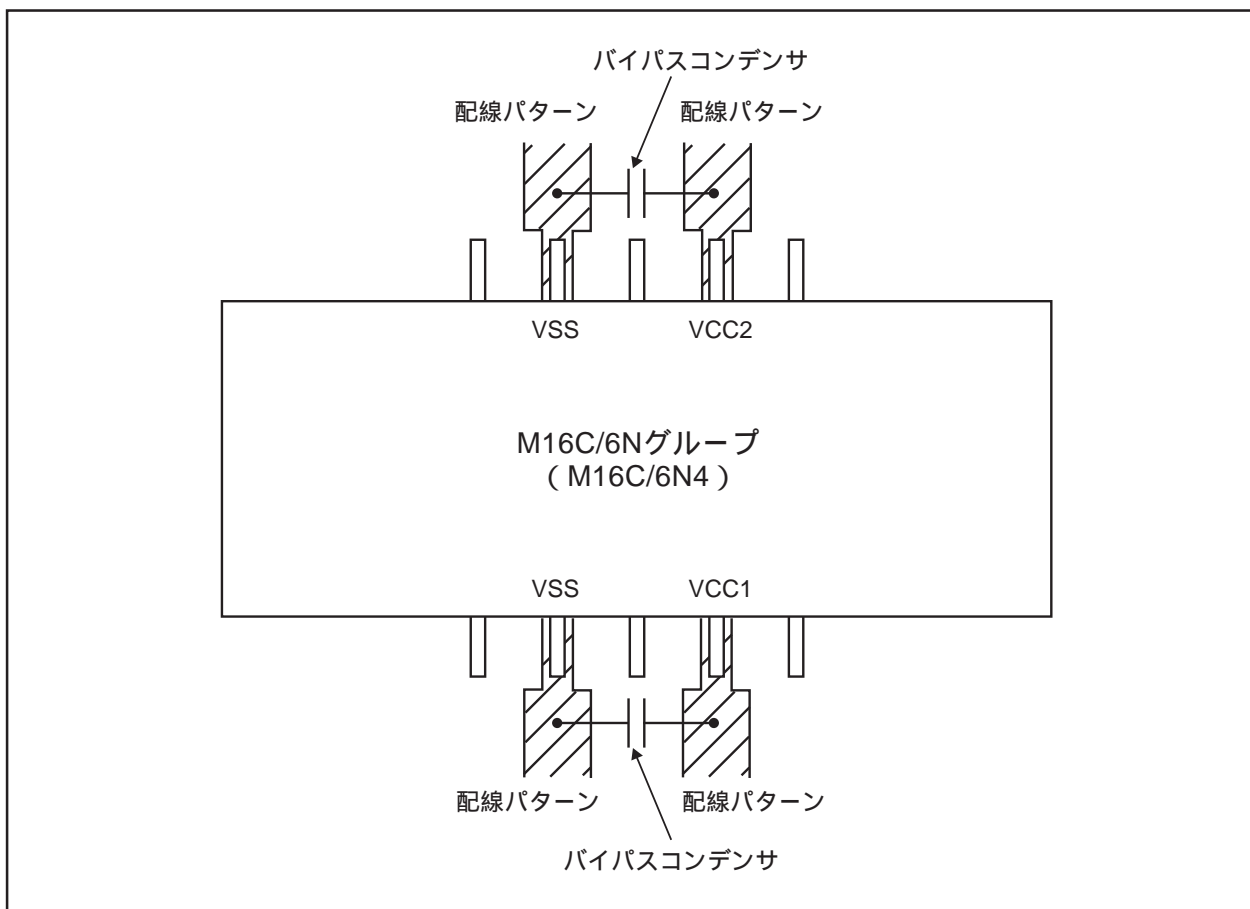 バイパスコンデンサ
配線パターン
配線パターン
VSS
VCC2
M16C/6Nグループ
（M16C/6N4）
VSS
VCC1
配線パターン
配線パターン
バイパスコンデンサ